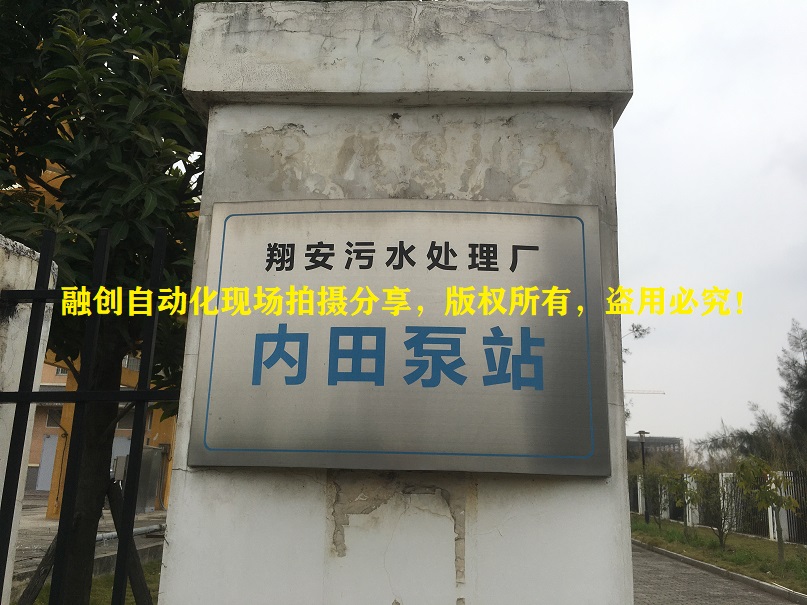 翔安污水处理厂
融创自动化现场拍摄分享，版权所有，盗用必究！
内田泵站